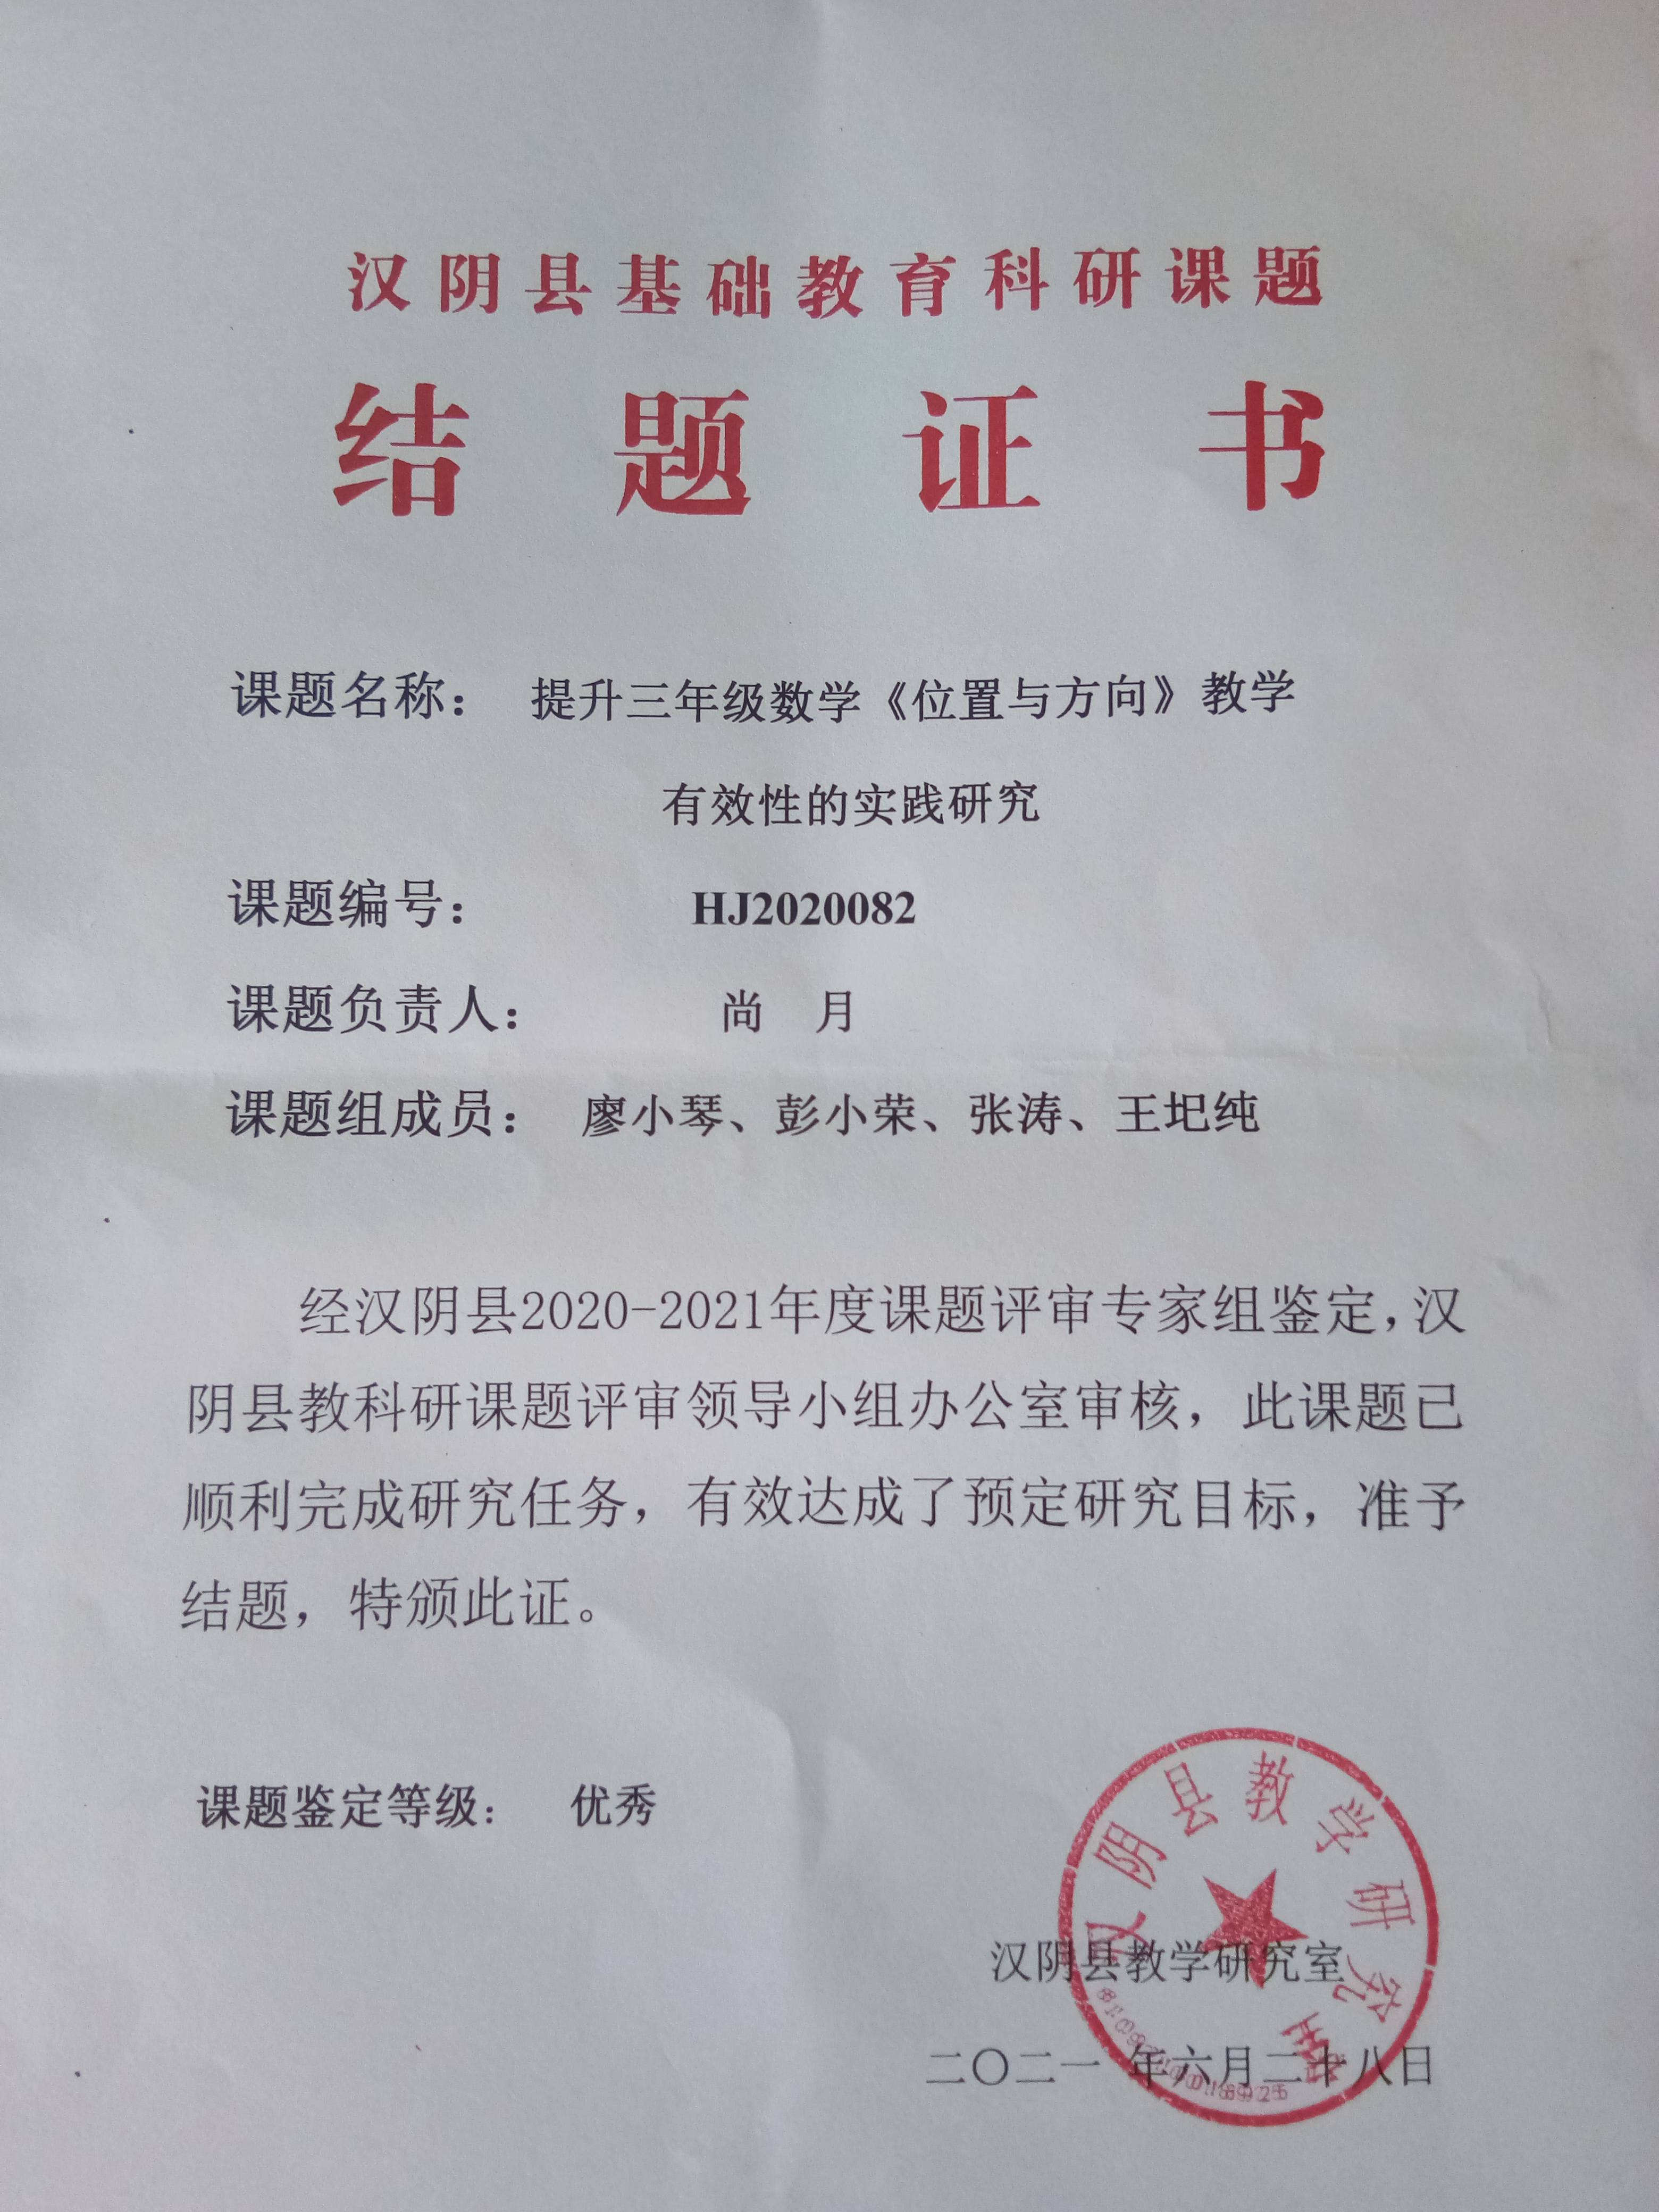 汉阴县基础教育科研课题
结题证书
课题名称： 提升三年级数学《位置与方向》教学
有效性的实践研究
课题编号： HJ2020082
课题负责人： 尚 月
课题组成员： 廖小琴、彭小荣、张涛、王圯纯
经汉阴县2020-2021年度课题评审专家组鉴定，汉
阴县教科研课题评审领导小组办公室审核，此课题已
顺利完成研究任务，有效达成了预定研究目标，准予
结题，特颁此证。
课题鉴定等级： 优秀
汉阴县教学研究室
汉阴县教学研究室
二〇二一 年六月二十八日